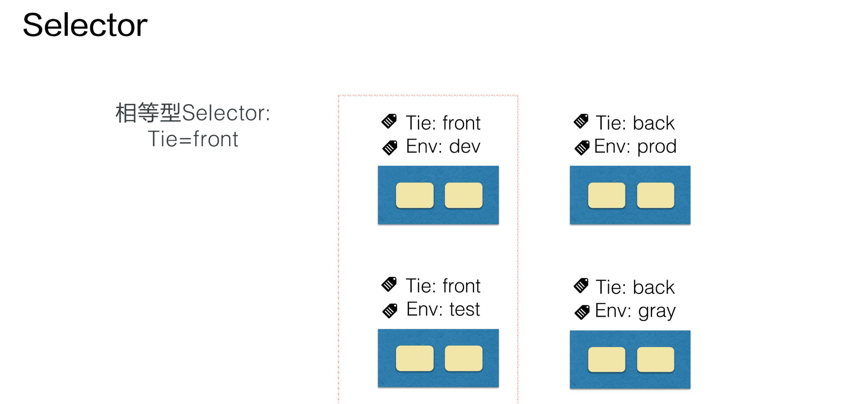 Selector
相等型Selector:
Tie=front
Tie: front
Env: dev
Tie: back
Env: prod
Tie: front
Env: test
Tie: back
Env: gray